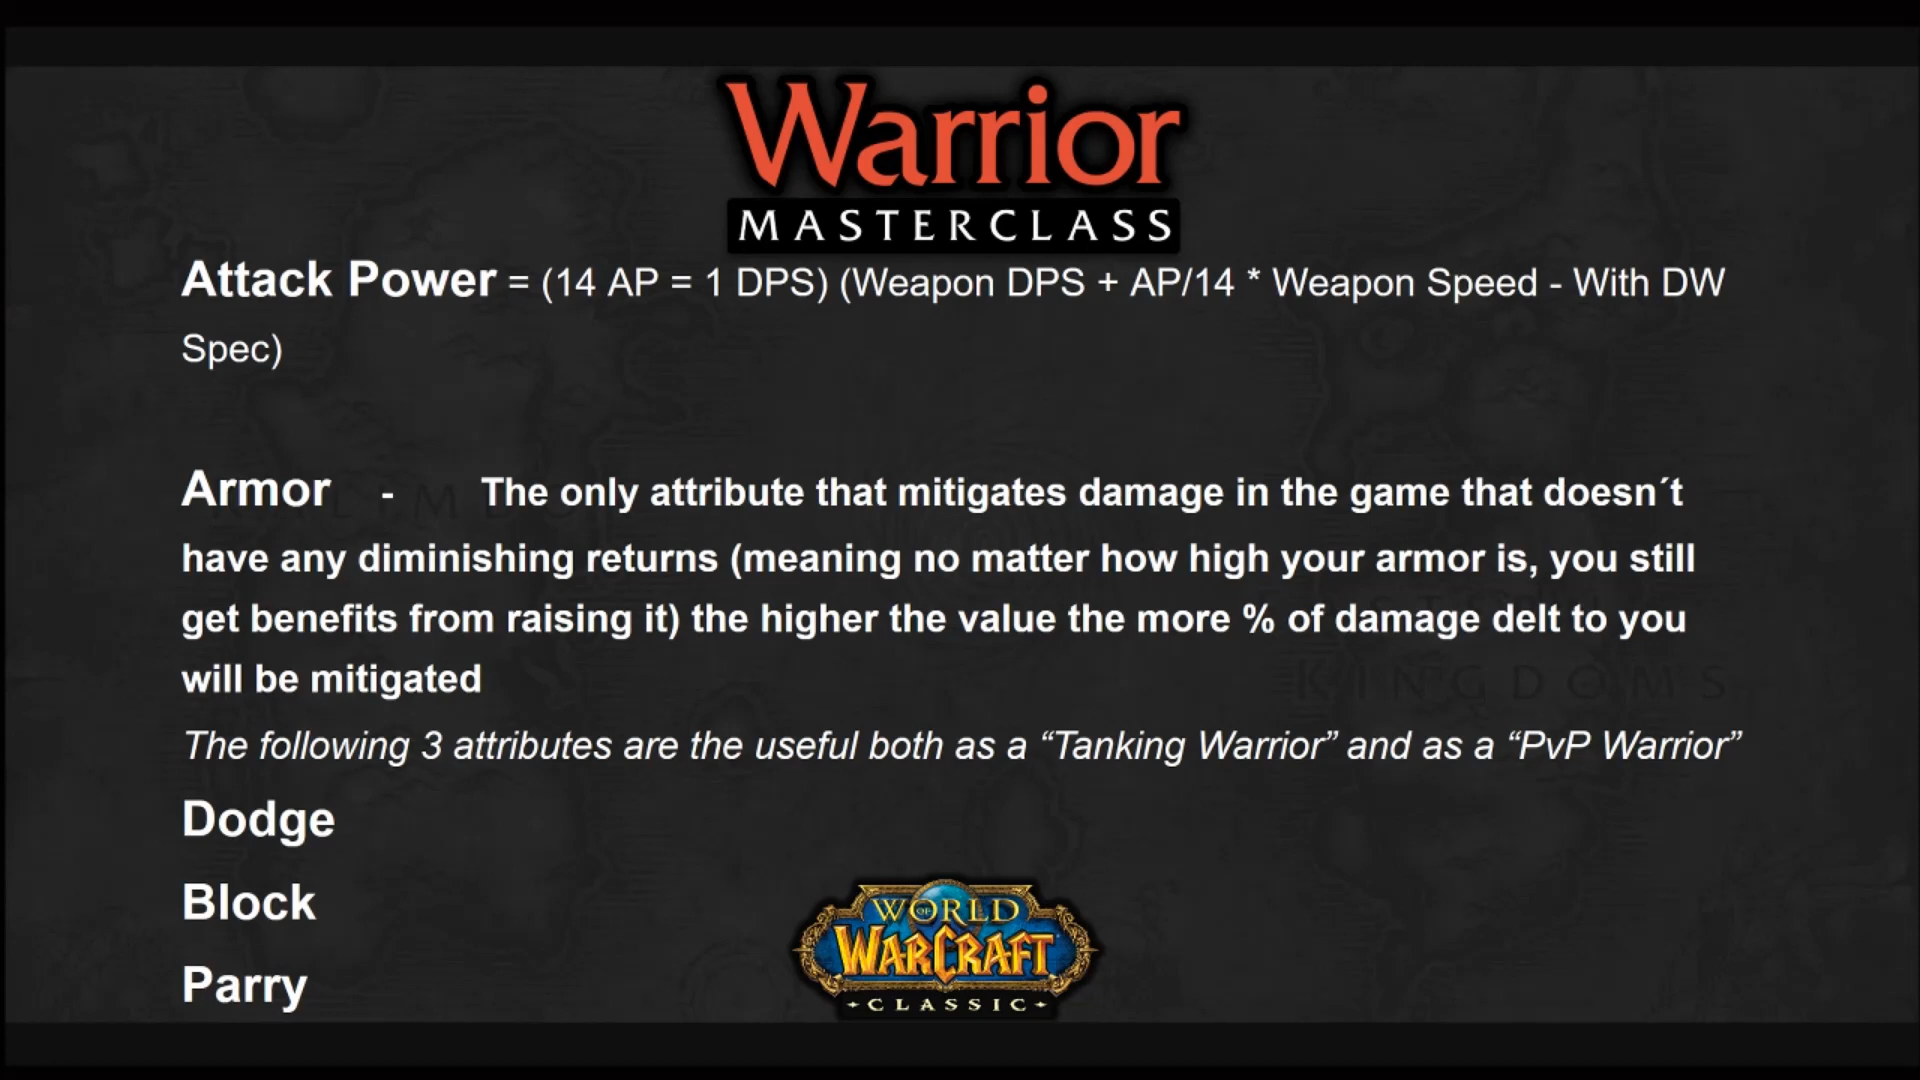 Warrior
MASTERCLASS
Attack Power = (14 AP = 1 DPS) (Weapon DPS + AP/14 * Weapon Speed - With DW
Spec)
Armor - The only attribute that mitigates damage in the game that doesn´t
have any diminishing returns (meaning no matter how high your armor is, you still
get benefits from raising it) the higher the value the more % of damage delt to you
will be mitigated
KINGDOMS
The following 3 attributes are the useful both as a “Tanking Warrior” and as a “PvP Warrior”
Dodge
Block
Parry
WORLD
OF
WARCRAFT
CLASSIC